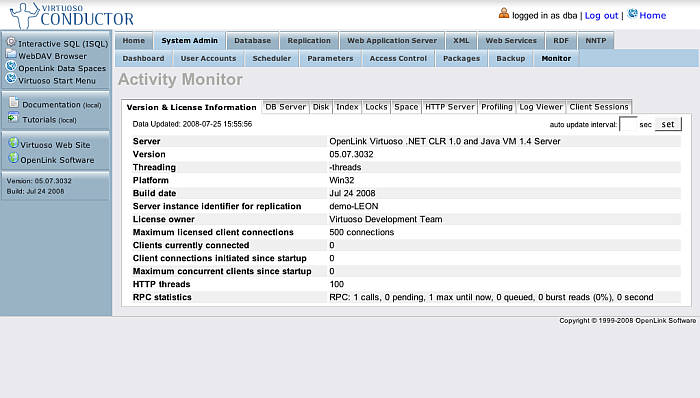 VIRTUOSO
CONDUCTOR
logged in as dba | Log out | Home
Interactive SQL (ISQL)
WebDAV Browser
OpenLink Data Spaces
Virtuoso Start Menu
Documentation (local)
Tutorials (local)
Virtuoso Web Site
OpenLink Software
Version: 05.07.3032
Build: Jul 24 2008
Home System Admin Database Replication Web Application Server XML Web Services RDF NNTP
Dashboard User Accounts Scheduler Parameters Access Control Packages Backup Monitor
Activity Monitor
Version & License Information DB Server Disk Index Locks Space HTTP Server Profiling Log Viewer Client Sessions
Data Updated: 2008-07-25 15:55:56 auto update interval: sec set
Server OpenLink Virtuoso .NET CLR 1.0 and Java VM 1.4 Server
Version 05.07.3032
Threading -threads
Platform Win32
Build date Jul 24 2008
Server instance identifier for replication demo-LEON
License owner Virtuoso Development Team
Maximum licensed client connections 500 connections
Clients currently connected 0
Client connections initiated since startup 0
Maximum concurrent clients since startup 0
HTTP threads 100
RPC statistics RPC: 1 calls, 0 pending, 1 max until now, 0 queued, 0 burst reads (0%), 0 second
Copyright © 1999-2008 OpenLink Software